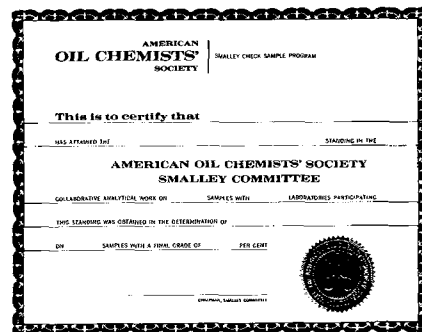 AMERICAN
OIL CHEMISTS'
SOCIETY
SMALLEY CHECK SAMPLE PROGRAM
This is to certify that
HAS ATTAINED THE STANDING IN THE
AMERICAN OIL CHEMISTS' SOCIETY
SMALLEY COMMITTEE
COLLABORATIVE ANALYTICAL WORK ON SAMPLES WITH LABORATORIES PARTICIPATING
THIS STANDING WAS OBTAINED IN THE DETERMINATION OF
ON SAMPLES WITH A FINAL GRADE OF PER CENT
CHAIRMAN, SMALLEY COMMITTEE